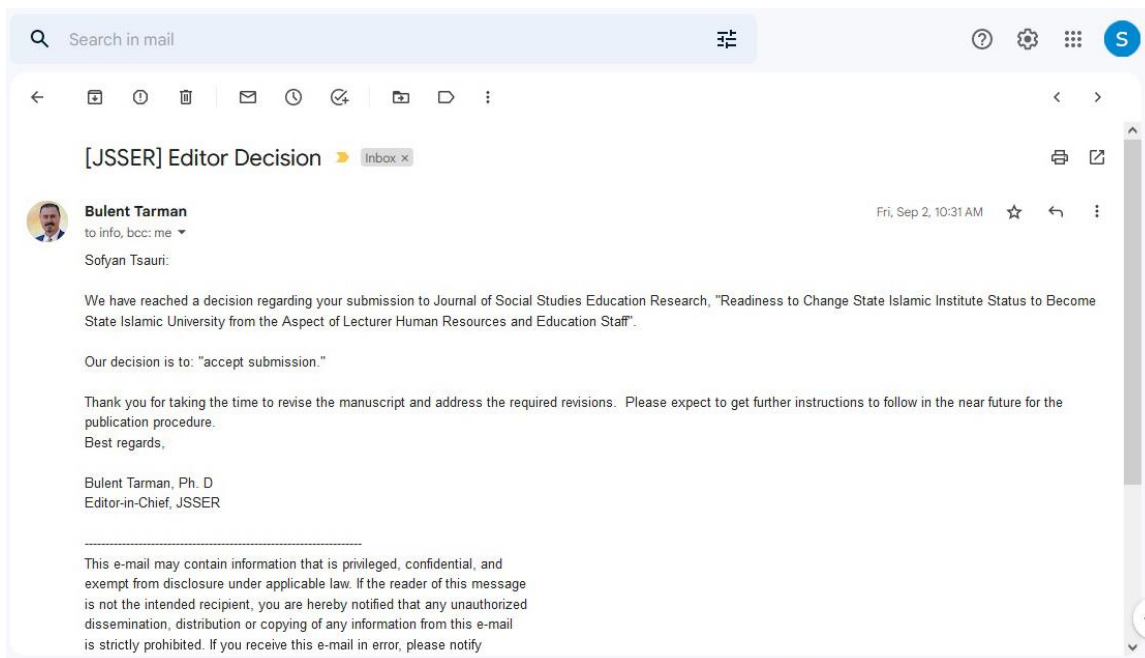 Search in mail
S
[JSSER] Editor Decision
Inbox ×
Bulent Tarman
Fri, Sep 2, 10:31 AM
to info, bcc: me
Sofyan Tsauri:
We have reached a decision regarding your submission to Journal of Social Studies Education Research, "Readiness to Change State Islamic Institute Status to Become
State Islamic University from the Aspect of Lecturer Human Resources and Education Staff".
Our decision is to: "accept submission."
Thank you for taking the time to revise the manuscript and address the required revisions.  Please expect to get further instructions to follow in the near future for the
publication procedure.
Best regards,
Bulent Tarman, Ph. D
Editor-in-Chief, JSSER
--------------------------------------------------------------------
This e-mail may contain information that is privileged, confidential, and
exempt from disclosure under applicable law. If the reader of this message
is not the intended recipient, you are hereby notified that any unauthorized
dissemination, distribution or copying of any information from this e-mail
is strictly prohibited. If you receive this e-mail in error, please notify